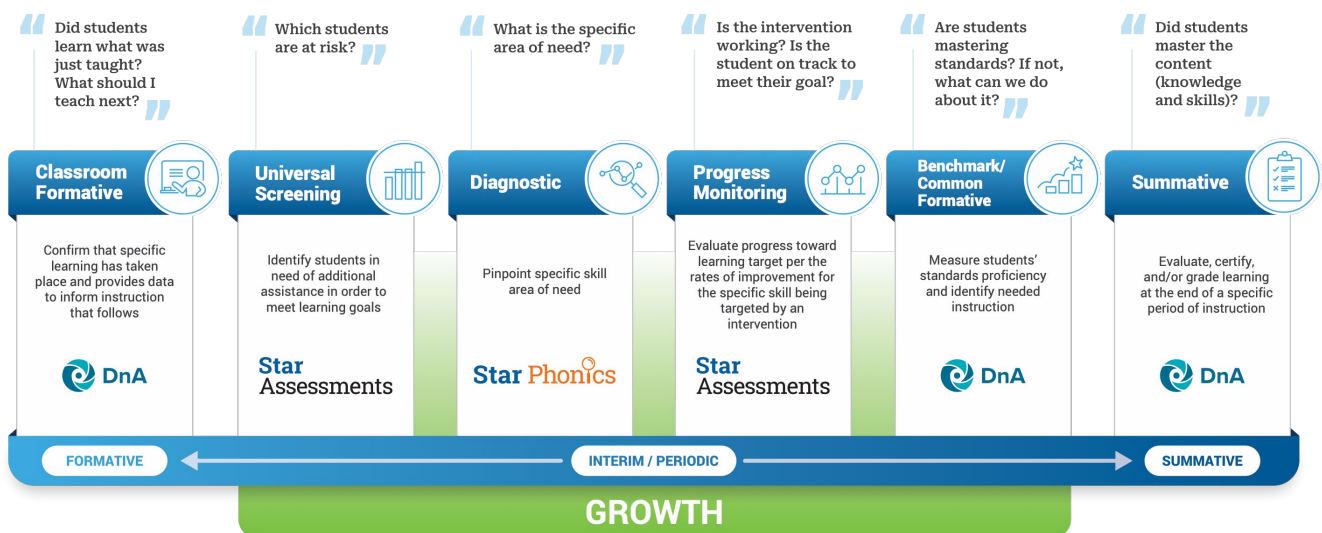 Did students
learn what was
just taught?
What should I
teach next?
Which students
are at risk?
What is the specific
area of need?
Is the intervention
working? Is the
student on track to
meet their goal?
Are students
mastering
standards? If not,
what can we do
about it?
Did students
master the
content
(knowledge
and skills)?
Classroom
Formative
Universal
Screening
Diagnostic
Progress
Monitoring
Benchmark/
Common
Formative
Summative
Confirm that specific
learning has taken
place and provides data
to inform instruction
that follows
Identify students in
need of additional
assistance in order to
meet learning goals
Pinpoint specific skill
area of need
Evaluate progress toward
learning target per the
rates of improvement for
the specific skill being
targeted by an
intervention
Measure students'
standards proficiency
and identify needed
instruction
Evaluate, certify,
and/or grade learning
at the end of a specific
period of instruction
DnA
Star
Assessments
Star Phonics
Star
Assessments
DnA
DnA
FORMATIVE
INTERIM / PERIODIC
SUMMATIVE
GROWTH